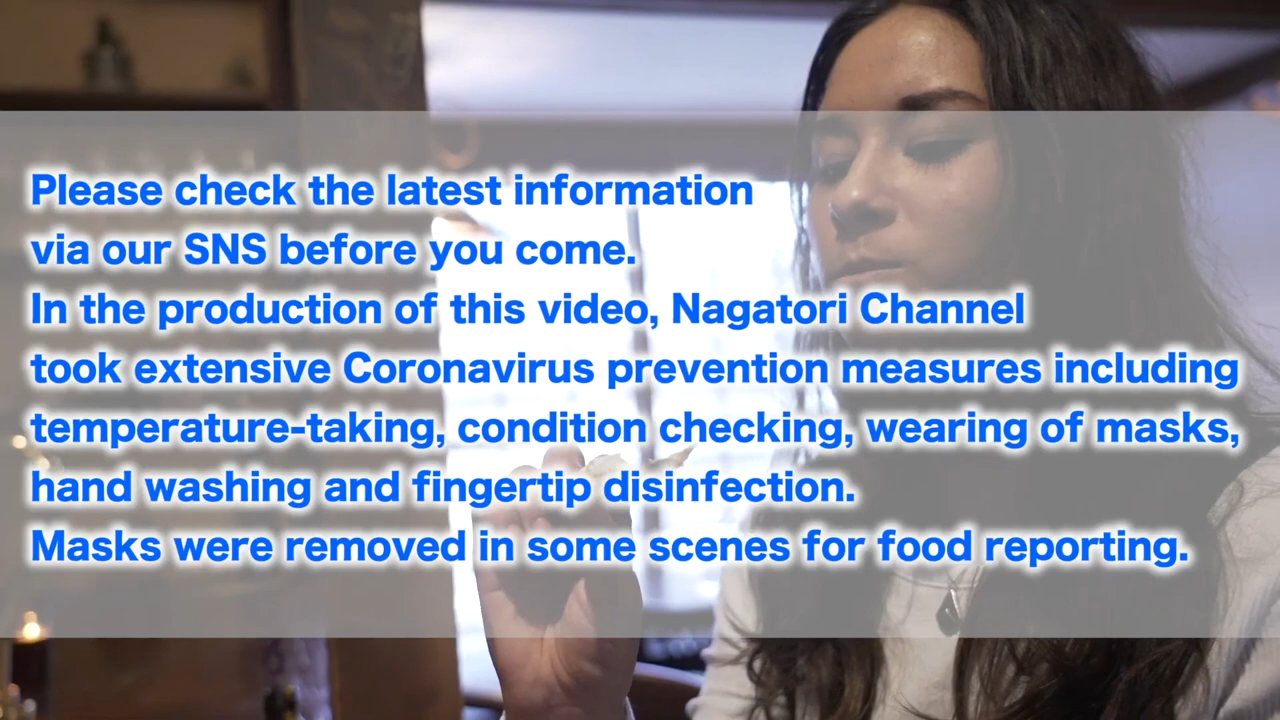 Please check the latest information
via our SNS before you come.
In the production of this video, Nagatori Channel
took extensive Coronavirus prevention measures including
temperature-taking, condition checking, wearing of masks,
hand washing and fingertip disinfection.
Masks were removed in some scenes for food reporting.